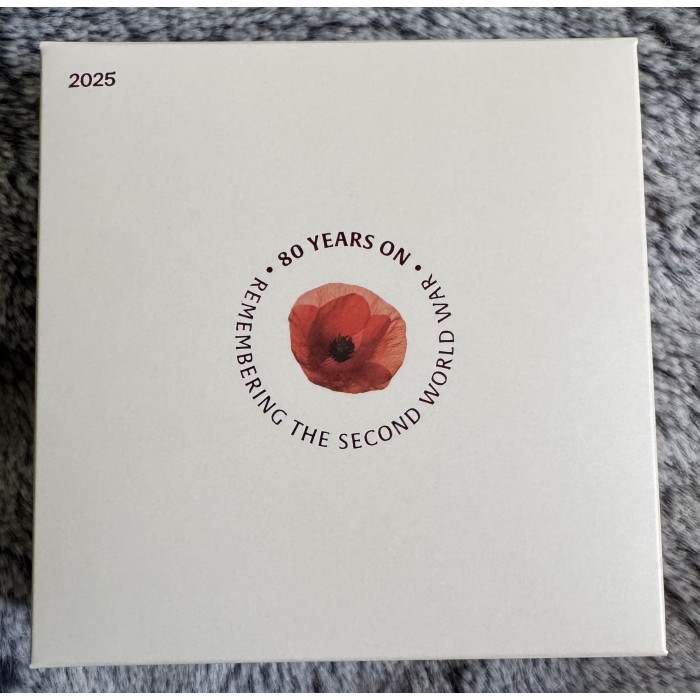 2025
• 80 YEARS ON •
REMEMBERING THE SECOND WORLD WAR